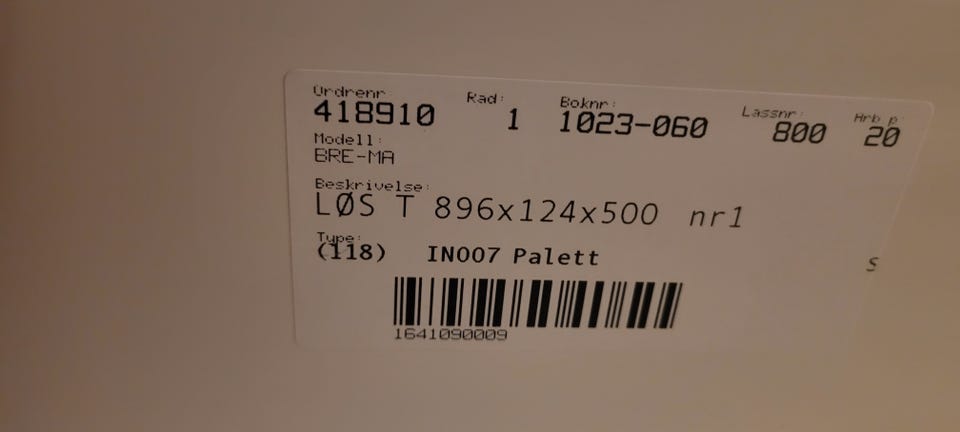 Ordrenr: Rad: Boknr: Lassnr: Arb.p:
418910 1 1023-060 800 20
Modell:
BRE-MA
Beskrivelse:
LØS T 896x124x500 nr1
Type:
(118) IN007 Palett S
1641090009